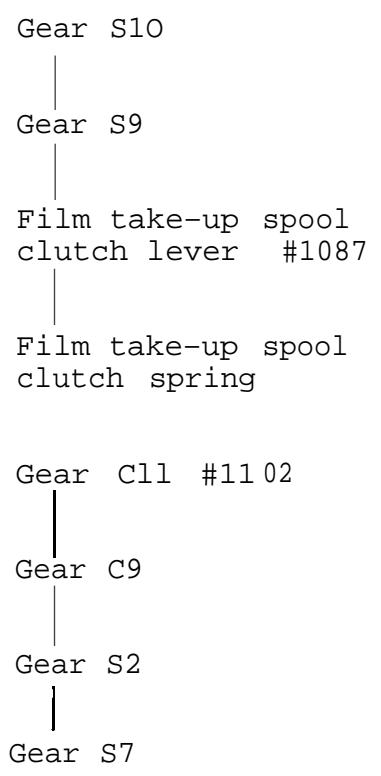 Gear S10
Gear S9
Film take-up spool
clutch lever #1087
Film take-up spool
clutch spring
Gear C11 #1102
Gear C9
Gear S2
Gear S7